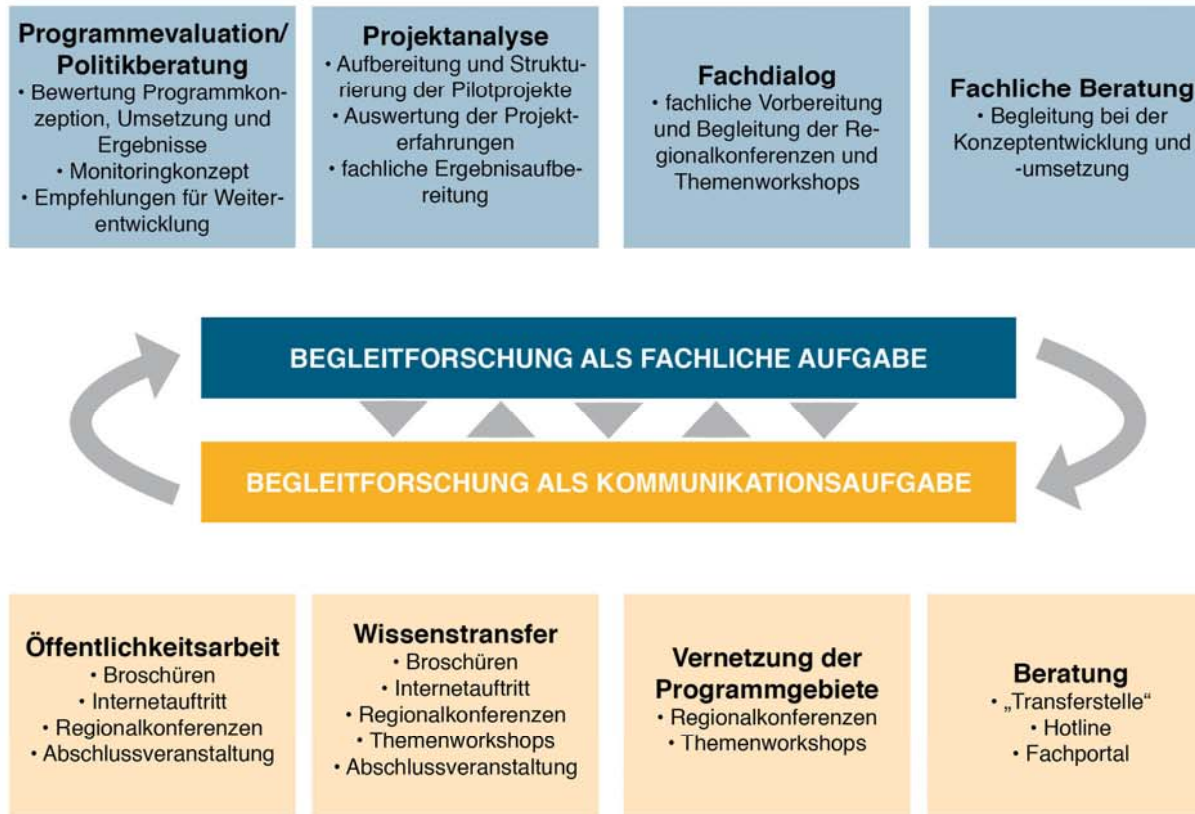 Programmevaluation/
Politikberatung
• Bewertung Programmkon-
zeption, Umsetzung und
Ergebnisse
• Monitoringkonzept
• Empfehlungen für Weiter-
entwicklung
Projektanalyse
• Aufbereitung und Struktu-
rierung der Pilotprojekte
• Auswertung der Projekt-
erfahrungen
• fachliche Ergebnisaufbe-
reitung
Fachdialog
• fachliche Vorbereitung
und Begleitung der Re-
gionalkonferenzen und
Themenworkshops
Fachliche Beratung
• Begleitung bei der
Konzeptentwicklung und
-umsetzung
BEGLEITFORSCHUNG ALS FACHLICHE AUFGABE
BEGLEITFORSCHUNG ALS KOMMUNIKATIONSAUFGABE
Öffentlichkeitsarbeit
• Broschüren
• Internetauftritt
• Regionalkonferenzen
• Abschlussveranstaltung
Wissenstransfer
• Broschüren
• Internetauftritt
• Regionalkonferenzen
• Themenworkshops
• Abschlussveranstaltung
Vernetzung der
Programmgebiete
• Regionalkonferenzen
• Themenworkshops
Beratung
• „Transferstelle“
• Hotline
• Fachportal